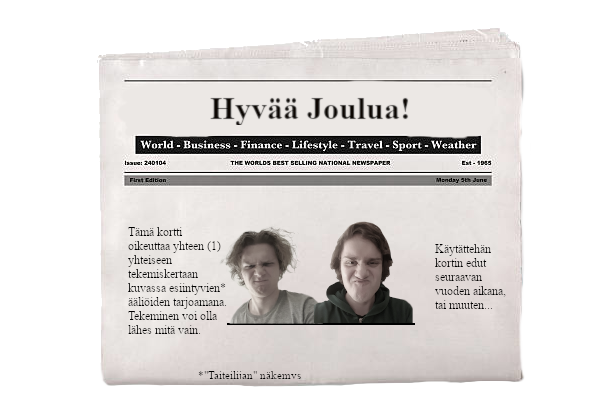 Hyvää Joulua!
World - Business - Finance - Lifestyle - Travel - Sport - Weather
Issue: 240104 THE WORLDS BEST SELLING NATIONAL NEWSPAPER Est - 1965
First Edition Monday 5th June
Tämä kortti
oikeuttaa yhteen (1)
yhteiseen
tekemiskertaan
kuvassa esiintyvien*
ääliöiden tarjoamana.
Tekeminen voi olla
lähes mitä vain.
Käytättehän
kortin edut
seuraavan
vuoden aikana,
tai muuten...
*"Taiteilijan" näkemys